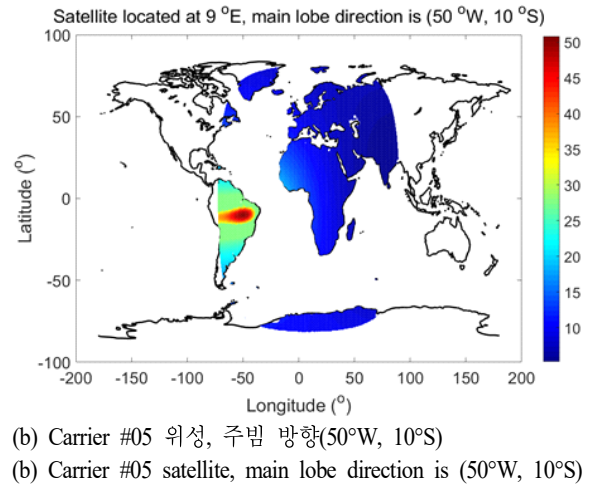 Satellite located at 9 °E, main lobe direction is (50 °W, 10 °S)
100
50
0
-50
-100
Latitude (°)
-200 -150 -100 -50 0 50 100 150 200
Longitude (°)
50
45
40
35
30
25
20
15
10
(b) Carrier #05 위성, 주빔 방향(50°W, 10°S)
(b) Carrier #05 satellite, main lobe direction is (50°W, 10°S)